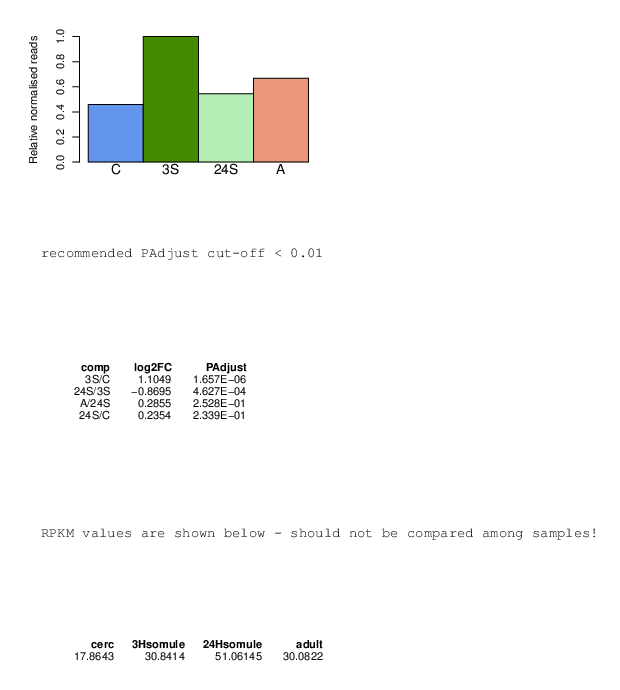 Relative normalised reads
1.0
0.8
0.6
0.4
0.2
0.0
C 3S 24S A
recommended PAdjust cut-off < 0.01
comp log2FC PAdjust
3S/C 1.1049 1.657E−06
24S/3S −0.8695 4.627E−04
A/24S 0.2855 2.528E−01
24S/C 0.2354 2.339E−01
RPKM values are shown below - should not be compared among samples!
cerc 3Hsomule 24Hsomule adult
17.8643 30.8414 51.06145 30.0822